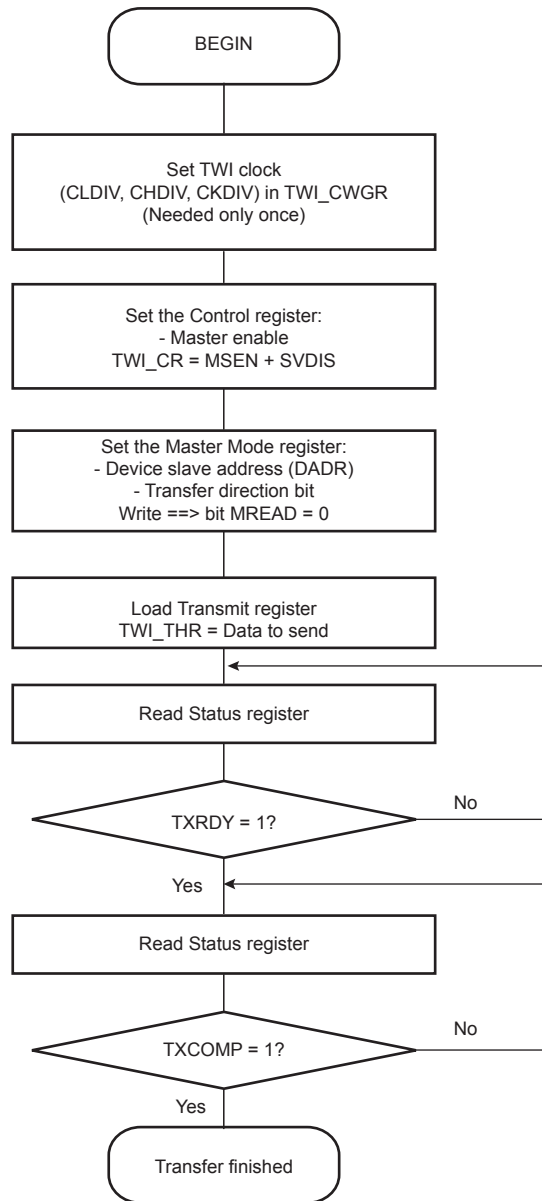 BEGIN
Set TWI clock
(CLDIV, CHDIV, CKDIV) in TWI_CWGR
(Needed only once)
Set the Control register:
- Master enable
TWI_CR = MSEN + SVDIS
Set the Master Mode register:
- Device slave address (DADR)
- Transfer direction bit
Write ==> bit MREAD = 0
Load Transmit register
TWI_THR = Data to send
Read Status register
TXRDY = 1?
No
Yes
Read Status register
TXCOMP = 1?
No
Yes
Transfer finished